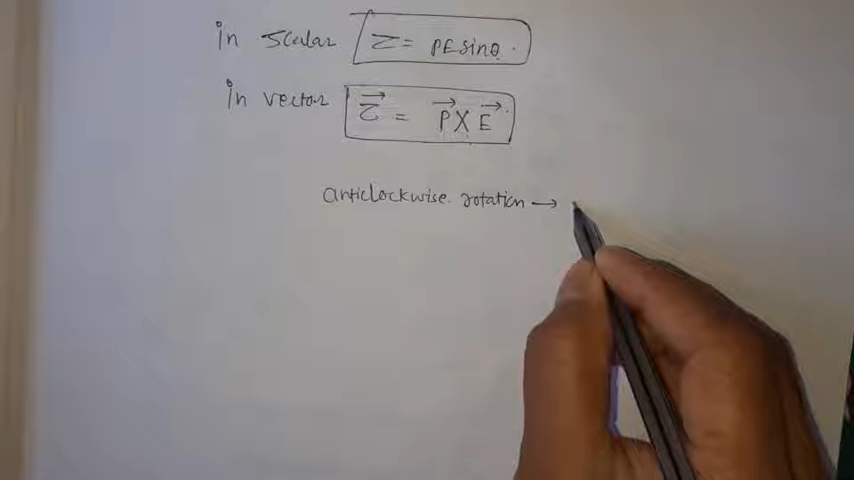 in scalar τ = PE sinθ.
in vector τ⃗ = P⃗ X E⃗
anticlockwise. rotation →